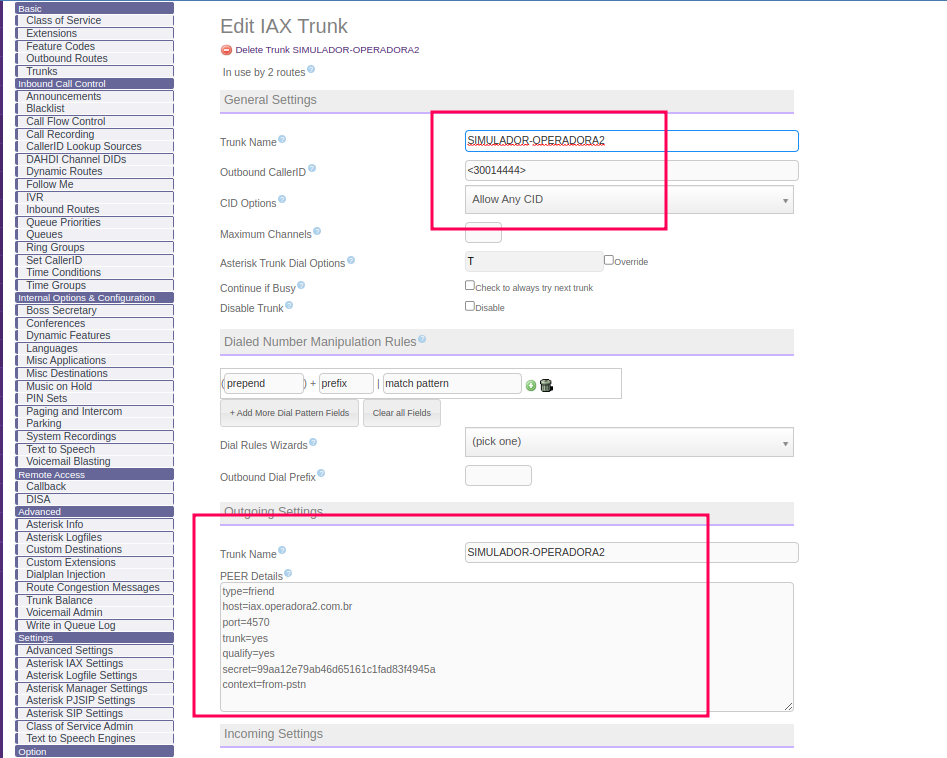 Basic
Class of Service
Extensions
Feature Codes
Outbound Routes
Trunks
Inbound Call Control
Announcements
Blacklist
Call Flow Control
Call Recording
CallerID Lookup Sources
DAHDI Channel DIDs
Dynamic Routes
Follow Me
IVR
Inbound Routes
Queue Priorities
Queues
Ring Groups
Set CallerID
Time Conditions
Time Groups
Internal Options & Configuration
Boss Secretary
Conferences
Dynamic Features
Languages
Misc Applications
Misc Destinations
Music on Hold
PIN Sets
Paging and Intercom
Parking
System Recordings
Text to Speech
Voicemail Blasting
Remote Access
Callback
DISA
Advanced
Asterisk Info
Asterisk Logfiles
Custom Destinations
Custom Extensions
Dialplan Injection
Route Congestion Messages
Trunk Balance
Voicemail Admin
Write in Queue Log
Settings
Advanced Settings
Asterisk IAX Settings
Asterisk Logfile Settings
Asterisk Manager Settings
Asterisk PJSIP Settings
Asterisk SIP Settings
Class of Service Admin
Text to Speech Engines
Option
Edit IAX Trunk
Delete Trunk SIMULADOR-OPERADORA2
In use by 2 routes?
General Settings
Trunk Name? SIMULADOR-OPERADORA2
Outbound CallerID? <30014444>
CID Options? Allow Any CID
Maximum Channels?
Asterisk Trunk Dial Options? T Override
Continue if Busy? Check to always try next trunk
Disable Trunk? Disable
Dialed Number Manipulation Rules?
(prepend) + prefix | match pattern
+ Add More Dial Pattern Fields Clear all Fields
Dial Rules Wizards? (pick one)
Outbound Dial Prefix?
Outgoing Settings
Trunk Name? SIMULADOR-OPERADORA2
PEER Details?
type=friend
host=iax.operadora2.com.br
port=4570
trunk=yes
qualify=yes
secret=99aa12e79ab46d65161c1fad83f4945a
context=from-pstn
Incoming Settings